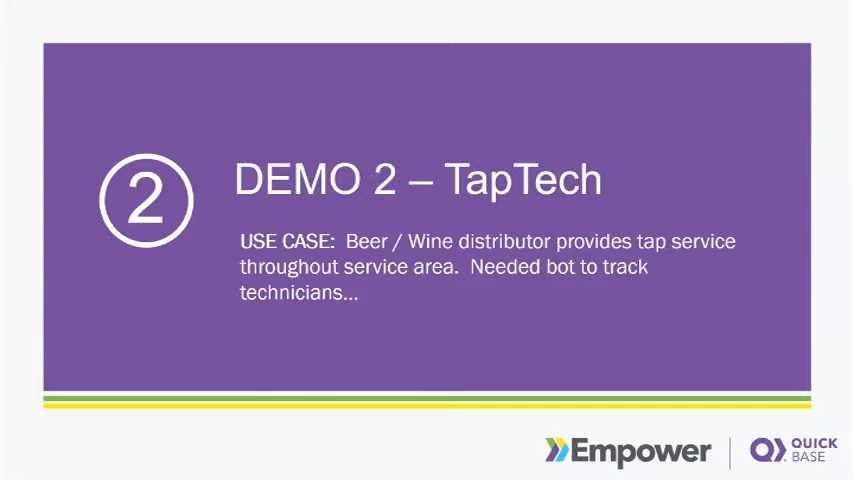 2
DEMO 2 – TapTech
USE CASE:  Beer / Wine distributor provides tap service
throughout service area.  Needed bot to track
technicians...
Empower
QUICK
BASE